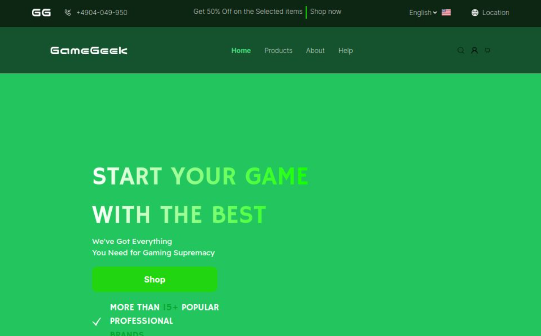 GG +4904-049-950 Get 50% Off on the Selected items Shop now English Location
GameGeek Home Products About Help
START YOUR GAME
WITH THE BEST
We've Got Everything
You Need for Gaming Supremacy
Shop
MORE THAN 15+ POPULAR
PROFESSIONAL
BRANDS